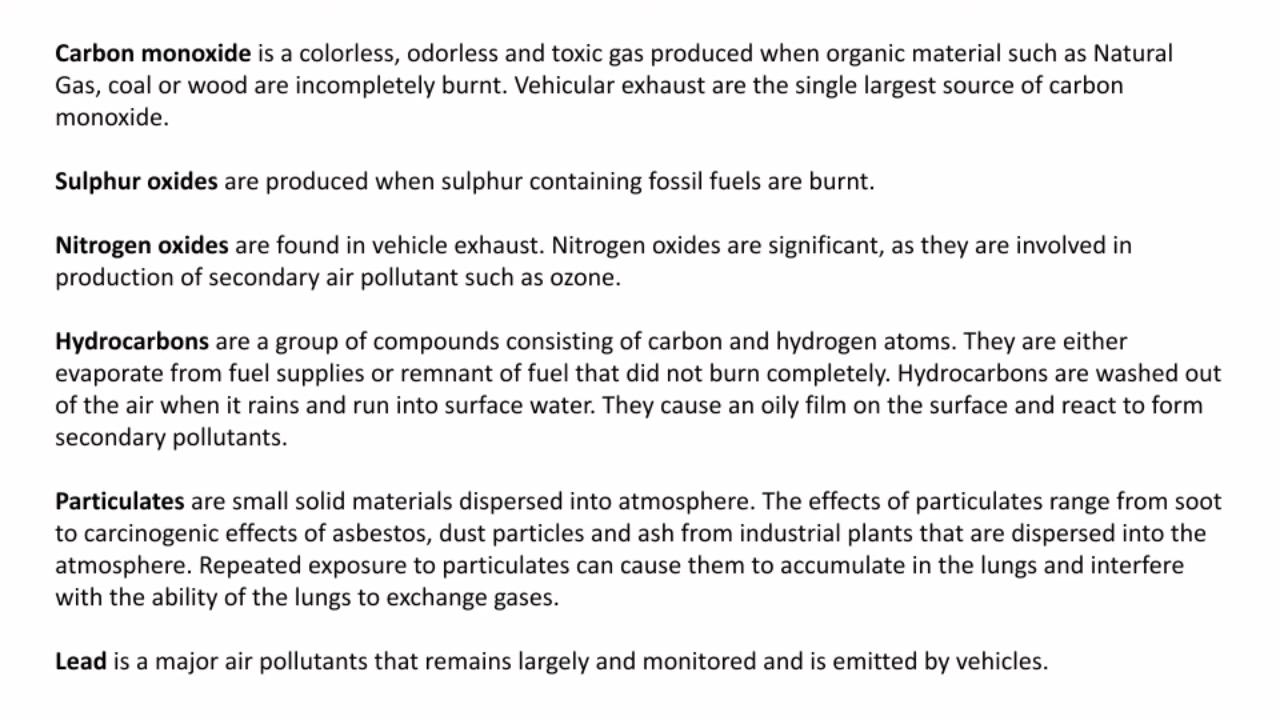 Carbon monoxide is a colorless, odorless and toxic gas produced when organic material such as Natural
Gas, coal or wood are incompletely burnt. Vehicular exhaust are the single largest source of carbon
monoxide.
Sulphur oxides are produced when sulphur containing fossil fuels are burnt.
Nitrogen oxides are found in vehicle exhaust. Nitrogen oxides are significant, as they are involved in
production of secondary air pollutant such as ozone.
Hydrocarbons are a group of compounds consisting of carbon and hydrogen atoms. They are either
evaporate from fuel supplies or remnant of fuel that did not burn completely. Hydrocarbons are washed out
of the air when it rains and run into surface water. They cause an oily film on the surface and react to form
secondary pollutants.
Particulates are small solid materials dispersed into atmosphere. The effects of particulates range from soot
to carcinogenic effects of asbestos, dust particles and ash from industrial plants that are dispersed into the
atmosphere. Repeated exposure to particulates can cause them to accumulate in the lungs and interfere
with the ability of the lungs to exchange gases.
Lead is a major air pollutants that remains largely and monitored and is emitted by vehicles.